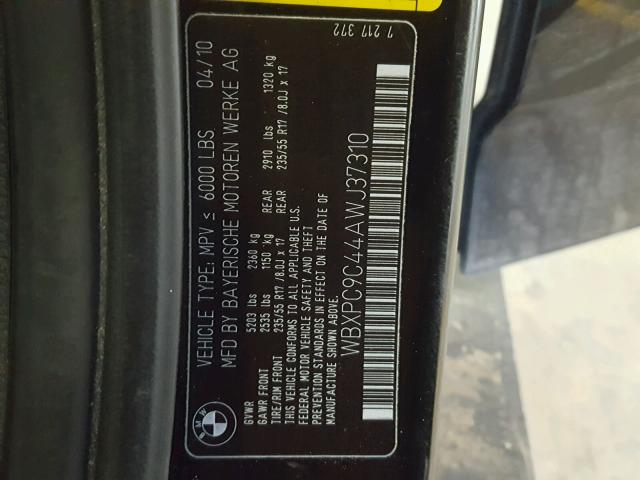 VEHICLE TYPE: MPV ≤ 6000 LBS 04/10
MFD BY BAYERISCHE MOTOREN WERKE AG
GVWR 5203 lbs 2360 kg
GAWR FRONT 2535 lbs 1150 kg REAR 2910 lbs 1320 kg
TIRE/RIM FRONT 235/55 R17 /8.0J x 17 REAR 235/55 R17 /8.0J x 17
THIS VEHICLE CONFORMS TO ALL APPLICABLE U.S.
FEDERAL MOTOR VEHICLE SAFETY AND THEFT
PREVENTION STANDARDS IN EFFECT ON THE DATE OF
MANUFACTURE SHOWN ABOVE.
WBXPC9C44AWJ37310
7 217 372
BMW